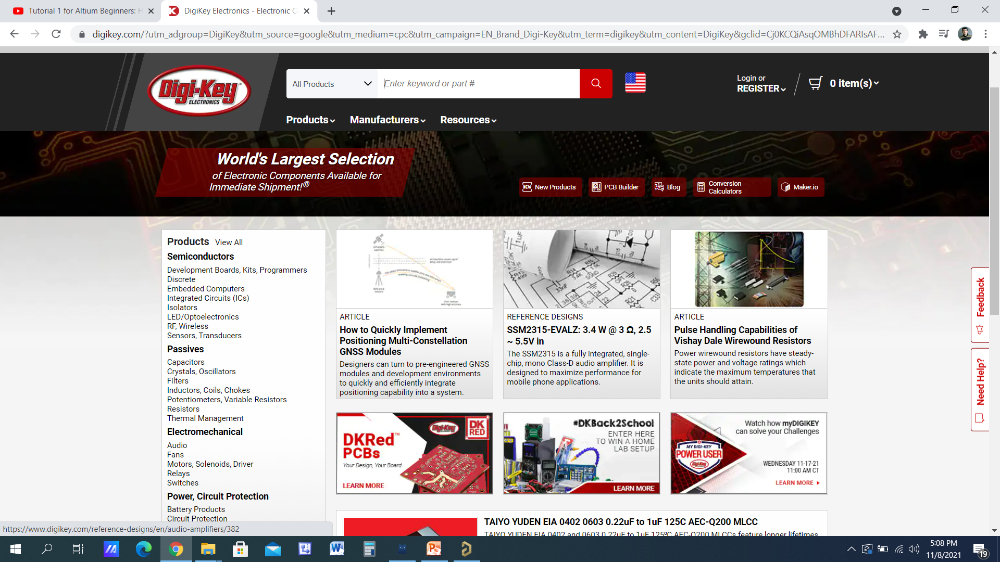 Tutorial 1 for Altium Beginners: H
DigiKey Electronics - Electronic C
digikey.com/?utm_adgroup=DigiKey&utm_source=google&utm_medium=cpc&utm_campaign=EN_Brand_Digi-Key&utm_term=digikey&utm_content=DigiKey&gclid=Cj0KCQiAsqOMBhDFARIsAF...
Digi-Key
ELECTRONICS
All Products
Enter keyword or part #
Login or
REGISTER
0 item(s)
Products
Manufacturers
Resources
World's Largest Selection
of Electronic Components Available for
Immediate Shipment!®
NEW New Products
PCB Builder
Blog
Conversion
Calculators
Maker.io
Products View All
Semiconductors
Development Boards, Kits, Programmers
Discrete
Embedded Computers
Integrated Circuits (ICs)
Isolators
LED/Optoelectronics
RF, Wireless
Sensors, Transducers
Passives
Capacitors
Crystals, Oscillators
Filters
Inductors, Coils, Chokes
Potentiometers, Variable Resistors
Resistors
Thermal Management
Electromechanical
Audio
Fans
Motors, Solenoids, Driver
Relays
Switches
Power, Circuit Protection
Battery Products
Circuit Protection
ARTICLE
How to Quickly Implement
Positioning Multi-Constellation
GNSS Modules
Designers can turn to pre-engineered GNSS
modules and development environments
to quickly and efficiently integrate
positioning capability into a system.
REFERENCE DESIGNS
SSM2315-EVALZ: 3.4 W @ 3 Ω, 2.5
~ 5.5V in
The SSM2315 is a fully integrated, single-
chip, mono Class-D audio amplifier. It is
designed to maximize performance for
mobile phone applications.
ARTICLE
Pulse Handling Capabilities of
Vishay Dale Wirewound Resistors
Power wirewound resistors have steady-
state power and voltage ratings which
indicate the maximum temperatures that
the units should attain.
Digi-Key
DK
RED
DKRed™
PCBs
Your Design, Your Board
LEARN MORE
#DKBack2School
ENTER HERE
TO WIN A HOME
LAB SETUP
LEARN MORE
Watch how myDIGIKEY
can solve your Challenges
MY DIGI-KEY
POWER USER
Digi-Key
WEDNESDAY 11-17-21
11:00 AM CT
LEARN MORE
TAIYO YUDEN EIA 0402 0603 0.22uF to 1uF 125C AEC-Q200 MLCC
TAIYO YUDEN EIA 0402 and 0603 0.22uF to 1uF 125ºC AEC-Q200 MLCCs feature longer lifetimes
Feedback
Need Help?
https://www.digikey.com/reference-designs/en/audio-amplifiers/382
5:08 PM
11/8/2021
19